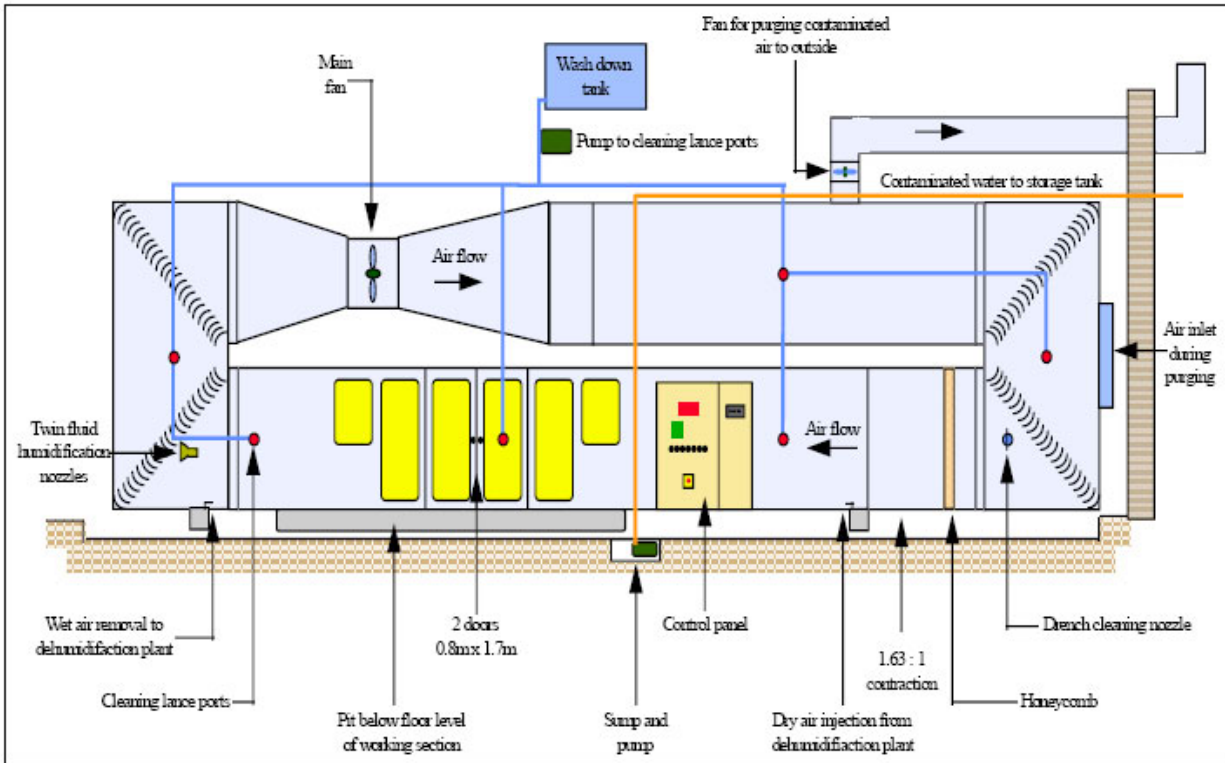 Fan for purging contaminated
air to outside
Main
fan
Wash down
tank
Pump to cleaning lance ports
Contaminated water to storage tank
Air flow
Air inlet
during
purging
Twin fluid
humidification
nozzles
Air flow
Wet air removal to
dehumidifaction plant
2 doors
0.8m x 1.7m
Control panel
Drench cleaning nozzle
1.63 : 1
contraction
Cleaning lance ports
Honeycomb
Pit below floor level
of working section
Sump and
pump
Dry air injection from
dehumidifiaction plant